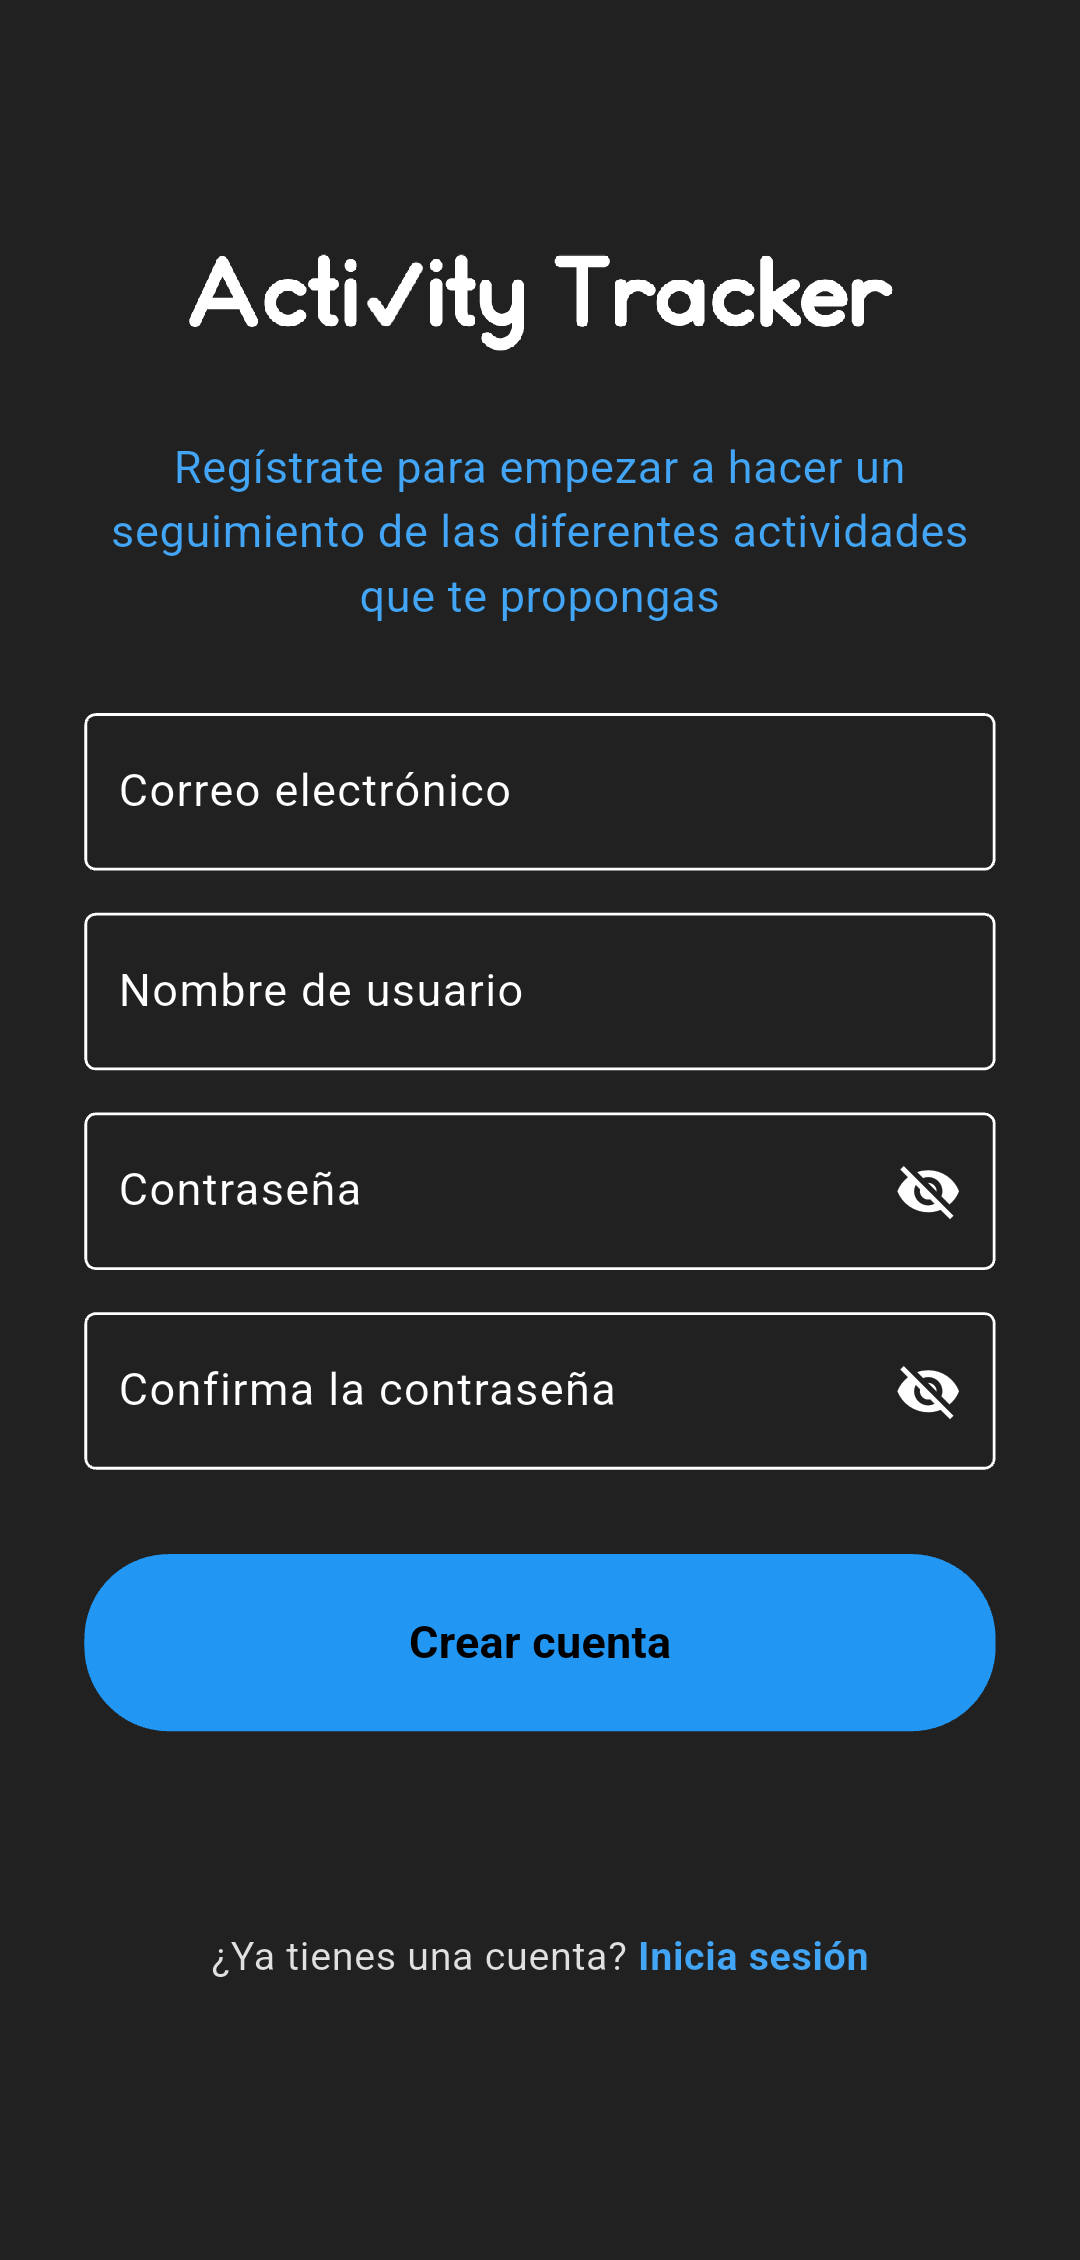 Activity Tracker
Regístrate para empezar a hacer un
seguimiento de las diferentes actividades
que te propongas
Correo electrónico
Nombre de usuario
Contraseña
Confirma la contraseña
Crear cuenta
¿Ya tienes una cuenta? Inicia sesión